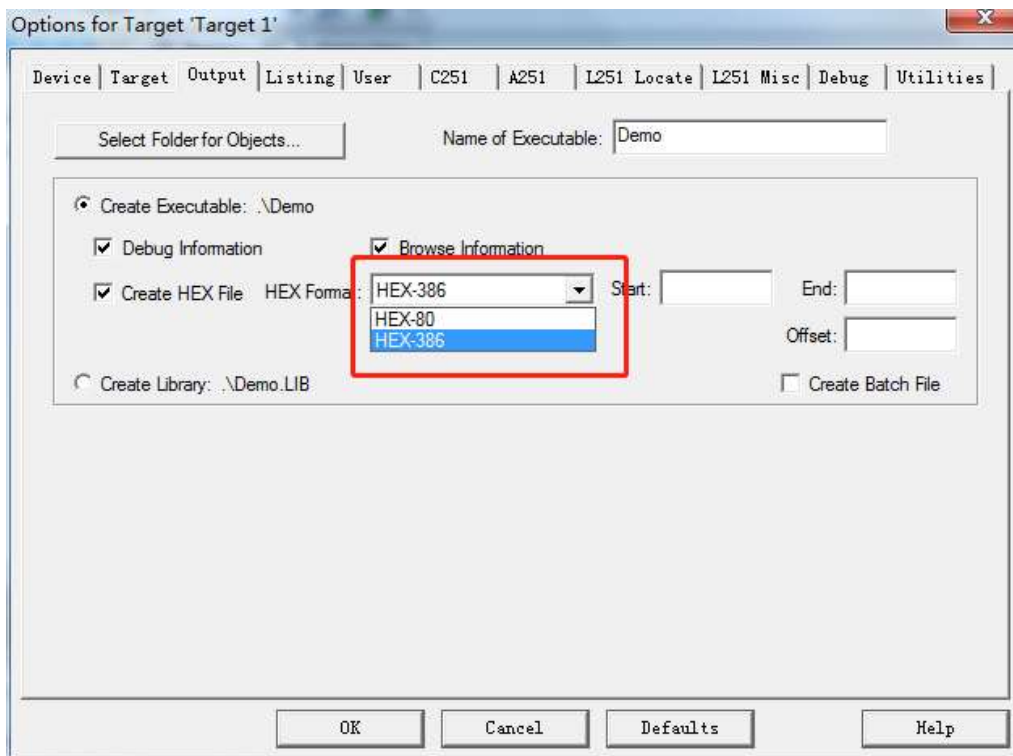 Options for Target 'Target 1'
Device Target Output Listing User C251 A251 L251 Locate L251 Misc Debug Utilities
Select Folder for Objects... Name of Executable: Demo
Create Executable: .\Demo
Debug Information Browse Information
Create HEX File HEX Format: HEX-386 Start: End:
HEX-80
HEX-386 Offset:
Create Library: .\Demo.LIB Create Batch File
OK Cancel Defaults Help